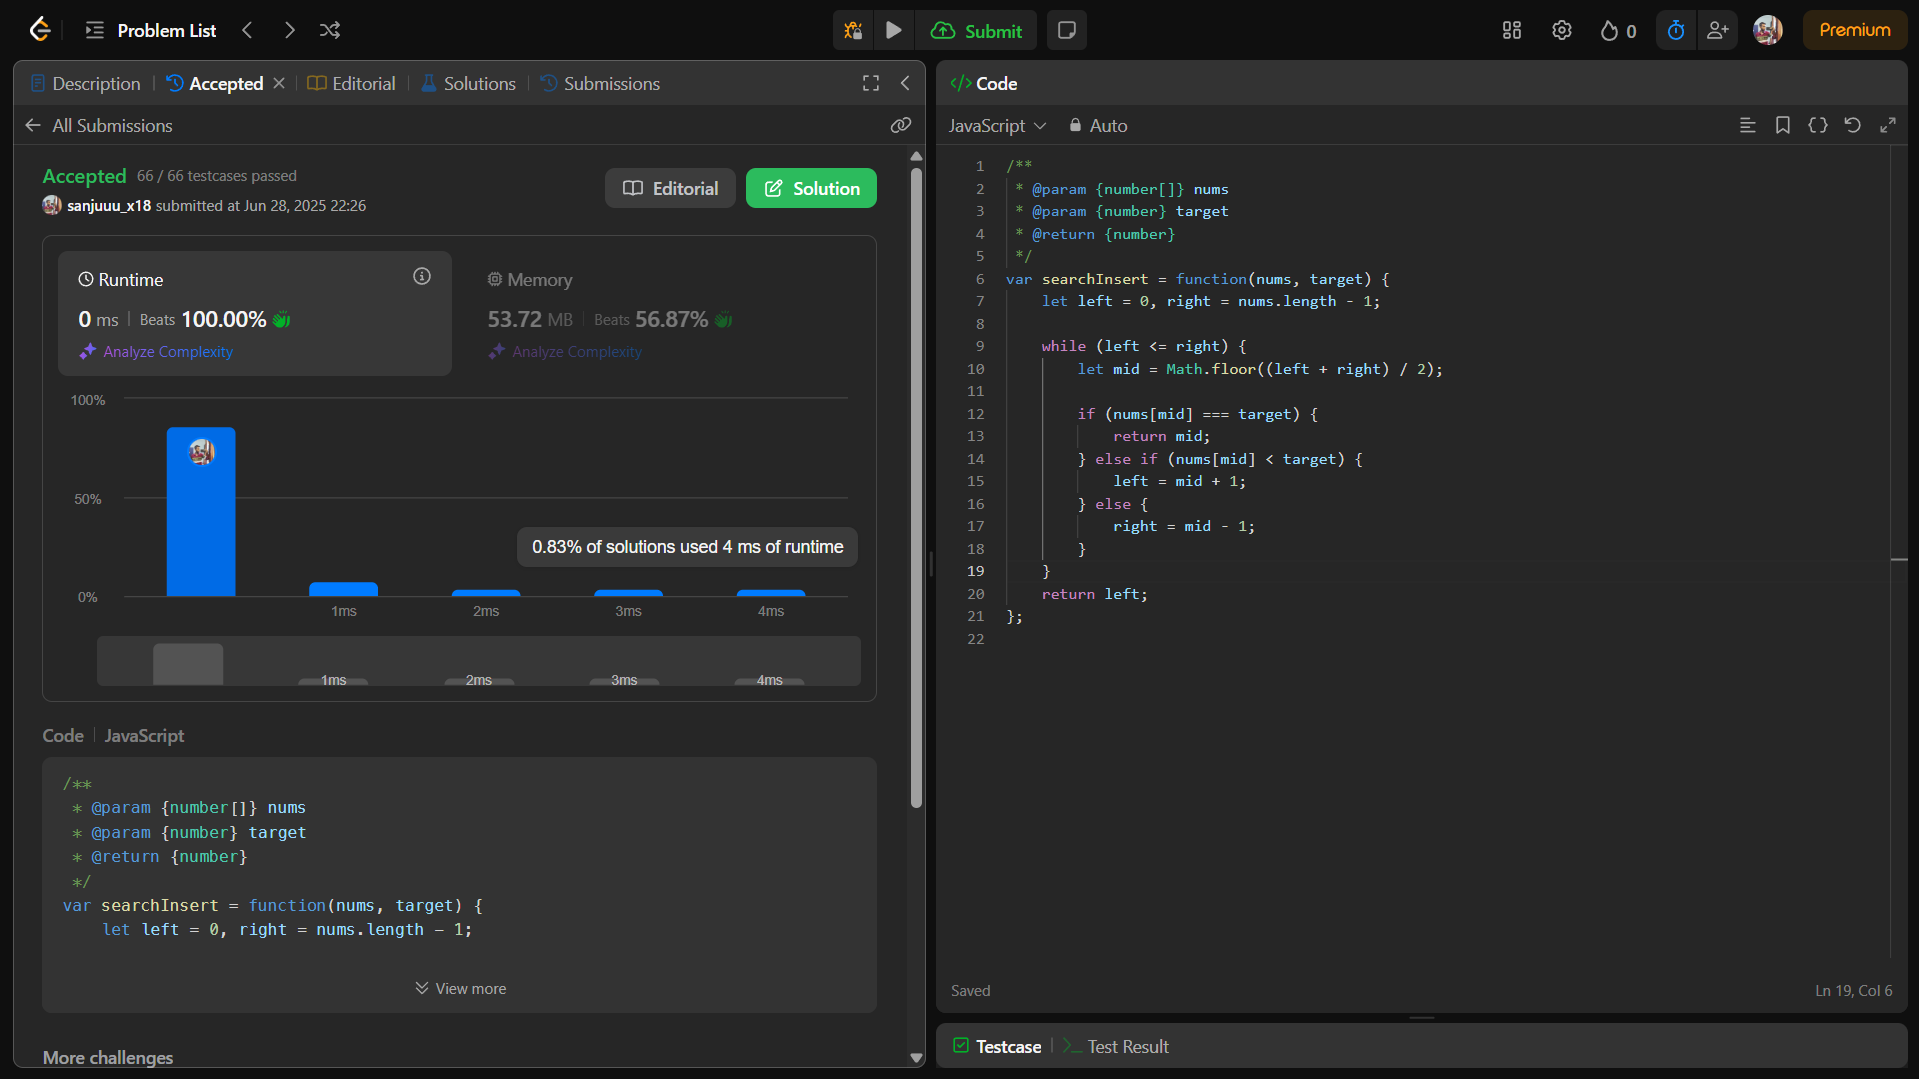 Problem List
Submit
0
Premium
Description
Accepted
Editorial
Solutions
Submissions
All Submissions
Accepted 66 / 66 testcases passed
sanjuuu_x18 submitted at Jun 28, 2025 22:26
Editorial
Solution
Runtime
0 ms Beats 100.00%
Analyze Complexity
Memory
53.72 MB Beats 56.87%
Analyze Complexity
100%
50%
0%
0.83% of solutions used 4 ms of runtime
1ms 2ms 3ms 4ms
1ms 2ms 3ms 4ms
Code JavaScript
/**
 * @param {number[]} nums
 * @param {number} target
 * @return {number}
 */
var searchInsert = function(nums, target) {
    let left = 0, right = nums.length - 1;
View more
More challenges
</> Code
JavaScript
Auto
1 /**
2  * @param {number[]} nums
3  * @param {number} target
4  * @return {number}
5  */
6 var searchInsert = function(nums, target) {
7     let left = 0, right = nums.length - 1;
8
9     while (left <= right) {
10         let mid = Math.floor((left + right) / 2);
11
12         if (nums[mid] === target) {
13             return mid;
14         } else if (nums[mid] < target) {
15             left = mid + 1;
16         } else {
17             right = mid - 1;
18         }
19     }
20     return left;
21 };
22
Saved
Ln 19, Col 6
Testcase
Test Result